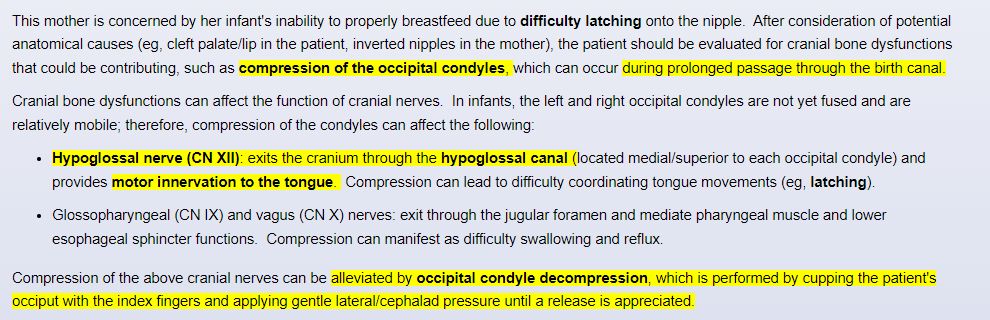 This mother is concerned by her infant's inability to properly breastfeed due to difficulty latching onto the nipple.  After consideration of potential
anatomical causes (eg, cleft palate/lip in the patient, inverted nipples in the mother), the patient should be evaluated for cranial bone dysfunctions
that could be contributing, such as compression of the occipital condyles, which can occur during prolonged passage through the birth canal.
Cranial bone dysfunctions can affect the function of cranial nerves.  In infants, the left and right occipital condyles are not yet fused and are
relatively mobile; therefore, compression of the condyles can affect the following:
• Hypoglossal nerve (CN XII): exits the cranium through the hypoglossal canal (located medial/superior to each occipital condyle) and
provides motor innervation to the tongue.  Compression can lead to difficulty coordinating tongue movements (eg, latching).
• Glossopharyngeal (CN IX) and vagus (CN X) nerves: exit through the jugular foramen and mediate pharyngeal muscle and lower
esophageal sphincter functions.  Compression can manifest as difficulty swallowing and reflux.
Compression of the above cranial nerves can be alleviated by occipital condyle decompression, which is performed by cupping the patient's
occiput with the index fingers and applying gentle lateral/cephalad pressure until a release is appreciated.